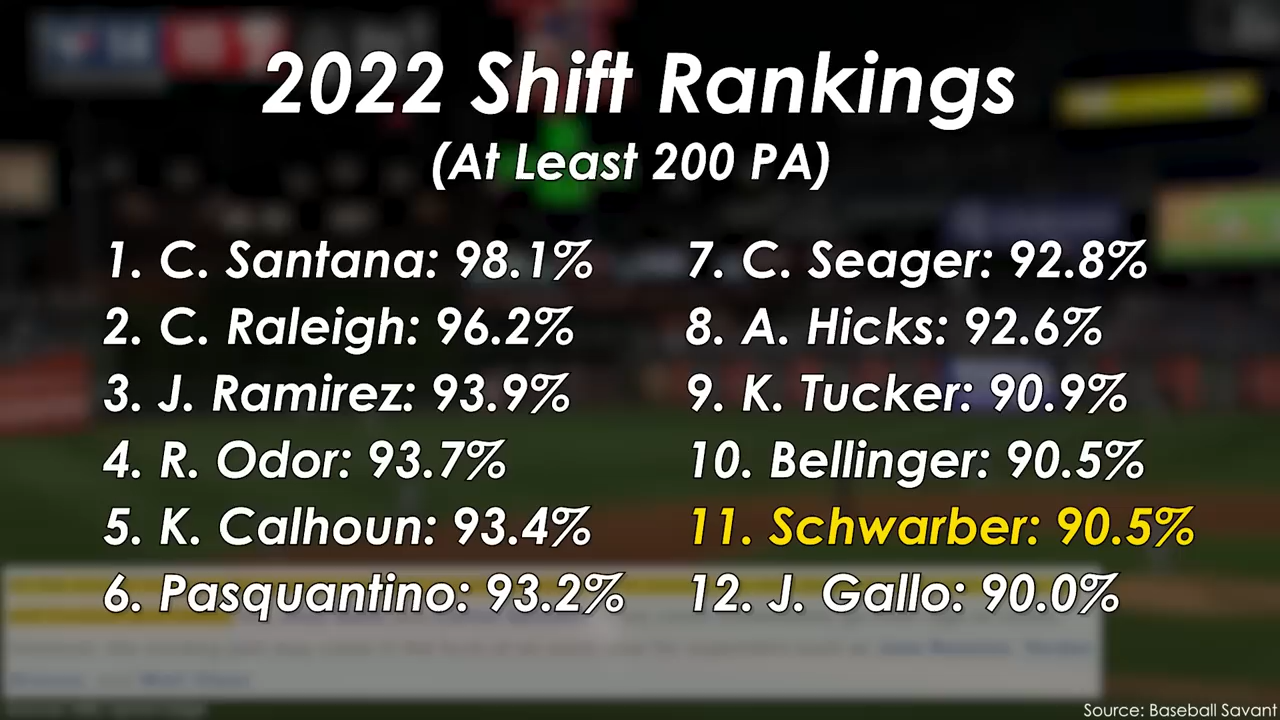 2022 Shift Rankings
(At Least 200 PA)
1. C. Santana: 98.1%
2. C. Raleigh: 96.2%
3. J. Ramirez: 93.9%
4. R. Odor: 93.7%
5. K. Calhoun: 93.4%
6. Pasquantino: 93.2%
7. C. Seager: 92.8%
8. A. Hicks: 92.6%
9. K. Tucker: 90.9%
10. Bellinger: 90.5%
11. Schwarber: 90.5%
12. J. Gallo: 90.0%
Source: Baseball Savant